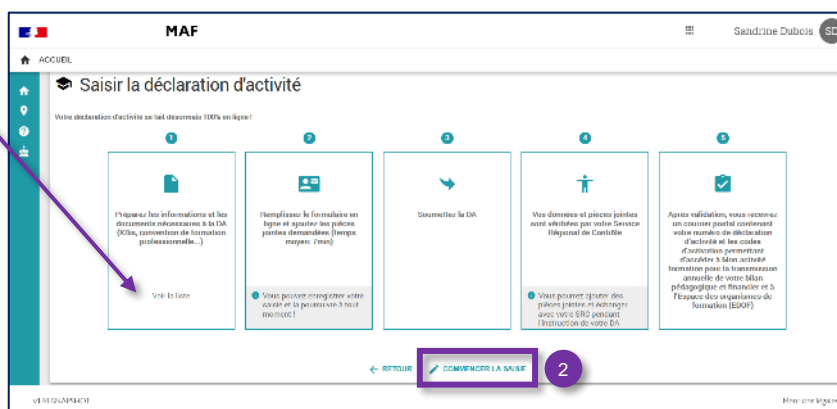 MAF
Sandrine Dubois
SD
ACCUEIL
Saisir la déclaration d'activité
Votre déclaration d'activité se fait désormais 100% en ligne !
1
2
3
4
5
Préparez les informations et les
documents nécessaires à la DA
(KBis, convention de formation
professionnelle...)
Voir la liste
Remplissez le formulaire en
ligne et ajoutez les pièces
jointes demandées (temps
moyen: 7min)
Vous pouvez enregistrer votre
saisie et la poursuivre à tout
moment !
Soumettez la DA
Vos données et pièces jointes
sont vérifiées par votre Service
Régional de Contrôle
Vous pourrez ajouter des
pièces jointes et échanger
avec votre SRC pendant
l'instruction de votre DA
Après validation, vous recevrez
un courrier postal contenant
votre numéro de déclaration
d'activité et les codes
d'activation permettant
d'accéder à Mon activité
formation pour la transmission
annuelle de votre bilan
pédagogique et financier et à
l'Espace des organismes de
formation (EDOF)
RETOUR
COMMENCER LA SAISIE
2
Mentions légales